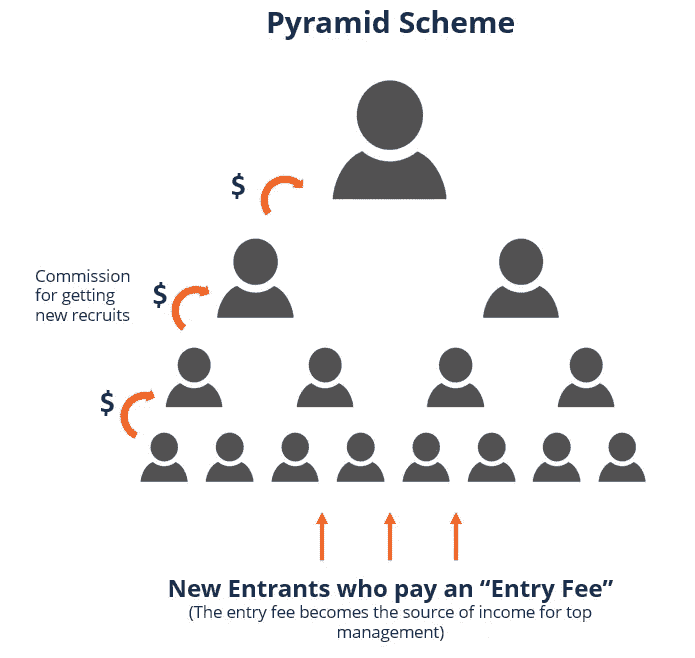 Pyramid Scheme
$
Commission
for getting
new recruits
$
$
New Entrants who pay an “Entry Fee”
(The entry fee becomes the source of income for top
management)